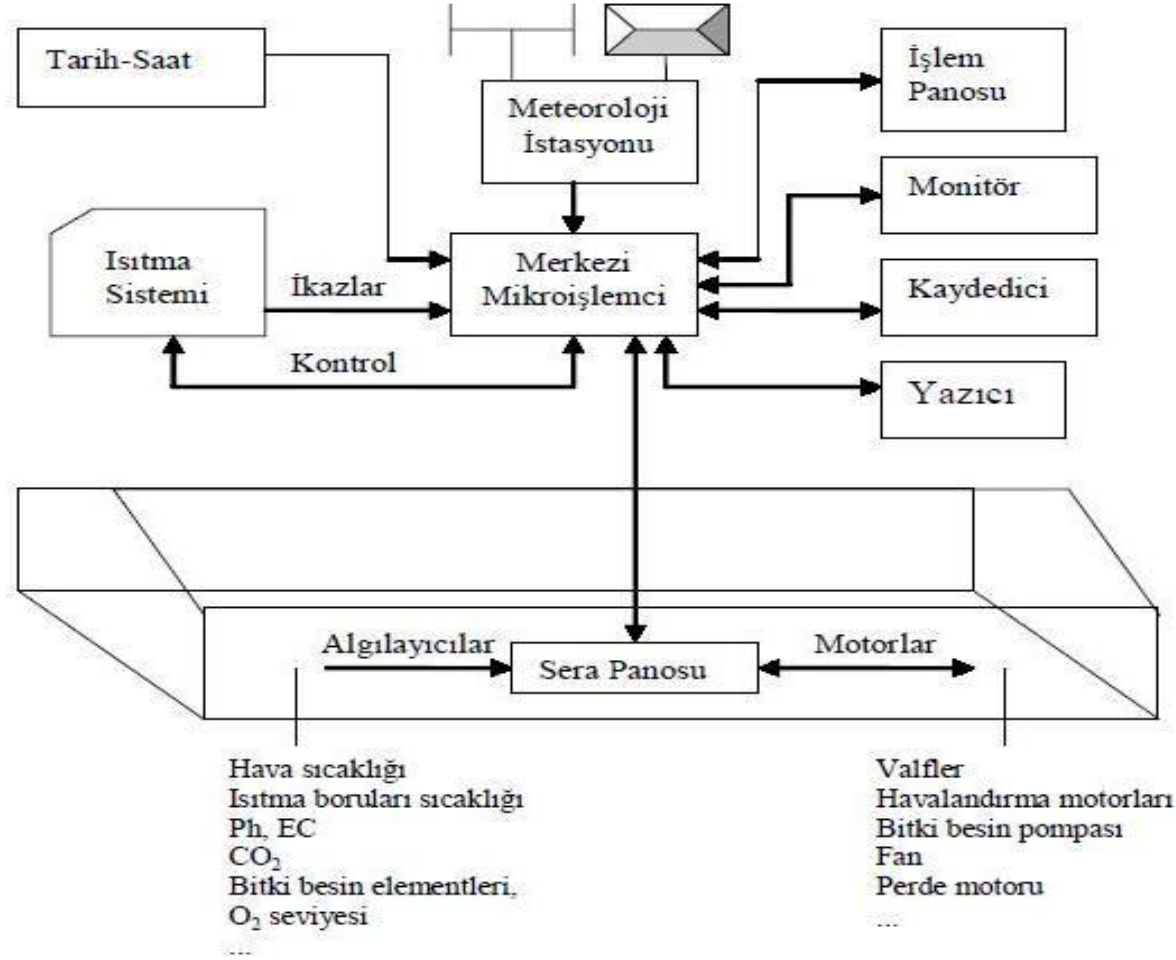 Tarih-Saat
Meteoroloji
İstasyonu
İşlem
Panosu
Monitör
Isıtma
Sistemi
İkazlar
Merkezi
Mikroişlemci
Kaydedici
Kontrol
Yazıcı
Algılayıcılar
Sera Panosu
Motorlar
Hava sıcaklığı
Isıtma boruları sıcaklığı
Ph, EC
CO₂
Bitki besin elementleri,
O₂ seviyesi
...
Valfler
Havalandırma motorları
Bitki besin pompası
Fan
Perde motoru
...